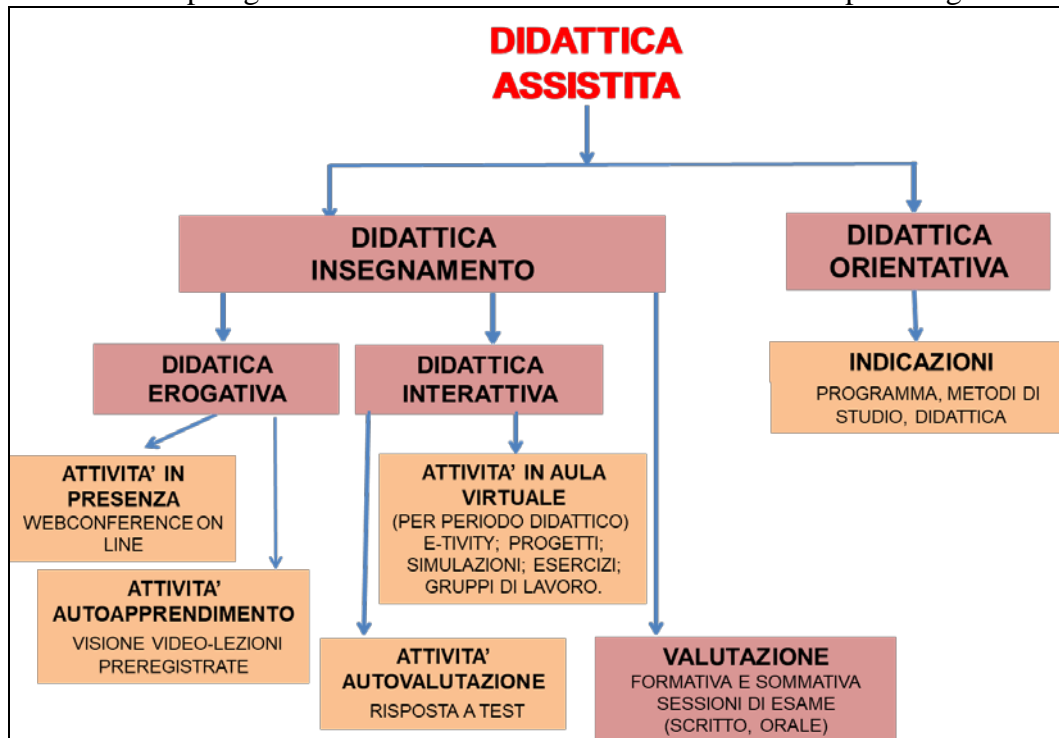 DIDATTICA
ASSISTITA
DIDATTICA
INSEGNAMENTO
DIDATTICA
ORIENTATIVA
DIDATICA
EROGATIVA
DIDATTICA
INTERATTIVA
INDICAZIONI
PROGRAMMA, METODI DI
STUDIO, DIDATTICA
ATTIVITA’ IN
PRESENZA
WEBCONFERENCE ON
LINE
ATTIVITA’ IN AULA
VIRTUALE
(PER PERIODO DIDATTICO)
E-TIVITY; PROGETTI;
SIMULAZIONI; ESERCIZI;
GRUPPI DI LAVORO.
ATTIVITA’
AUTOAPPRENDIMENTO
VISIONE VIDEO-LEZIONI
PREREGISTRATE
ATTIVITA’
AUTOVALUTAZIONE
RISPOSTA A TEST
VALUTAZIONE
FORMATIVA E SOMMATIVA
SESSIONI DI ESAME
(SCRITTO, ORALE)